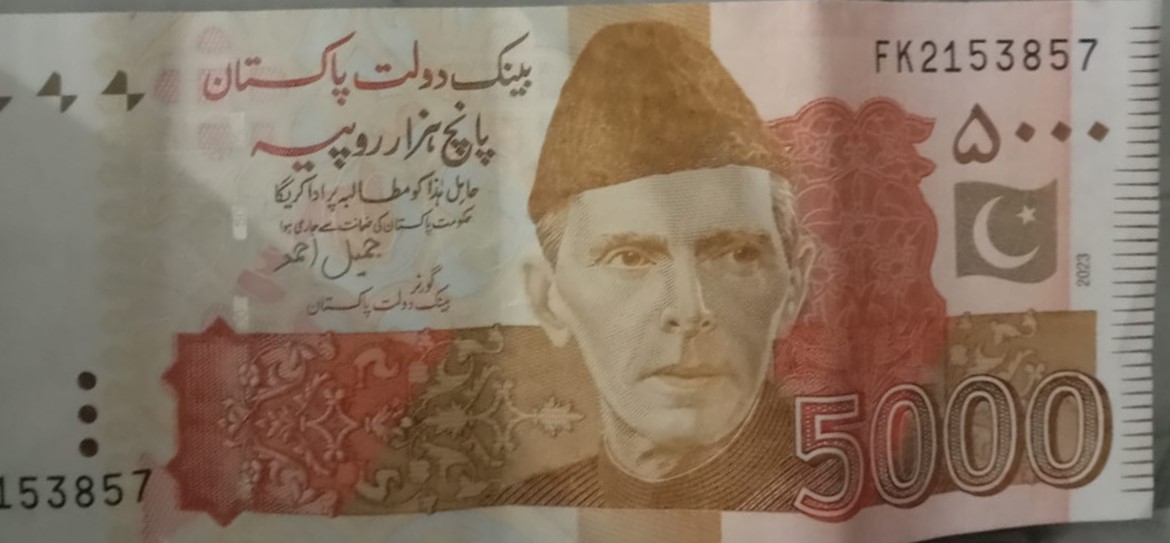 بینک دولت پاکستان
پانچ ہزار روپیہ
حامل ہٰذا کو مطالبہ پر ادا کریگا
حکومت پاکستان کی ضمانت سے جاری ہوا
جمیل احمد
گورنر
بینک دولت پاکستان
FK2153857
۵۰۰۰
2023
153857
5000